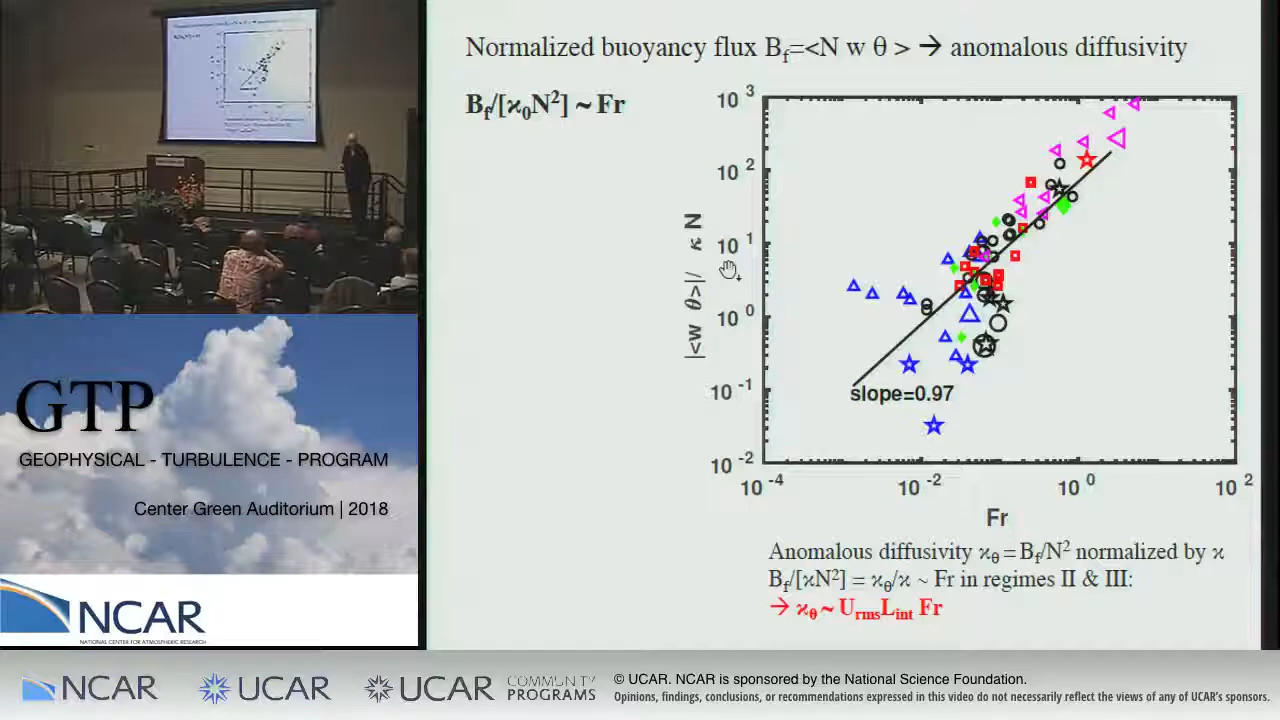 Normalized buoyancy flux B_f=<N w θ > → anomalous diffusivity
B_f/[ϰ_0N^2] ~ Fr
10 3
10 2
10 1
10 0
10 -1
10 -2
|<w θ>|/ κ N
slope=0.97
10 -4
10 -2
10 0
10 2
Fr
Anomalous diffusivity ϰ_θ = B_f/N^2 normalized by ϰ
B_f/[ϰN^2] = ϰ_θ/ϰ ~ Fr in regimes II & III:
→ ϰ_θ ~ U_rms L_int Fr
GTP
GEOPHYSICAL - TURBULENCE - PROGRAM
Center Green Auditorium | 2018
NCAR
NATIONAL CENTER FOR ATMOSPHERIC RESEARCH
NCAR
UCAR
UCAR
COMMUNITY
PROGRAMS
© UCAR. NCAR is sponsored by the National Science Foundation.
Opinions, findings, conclusions, or recommendations expressed in this video do not necessarily reflect the views of any of UCAR's sponsors.